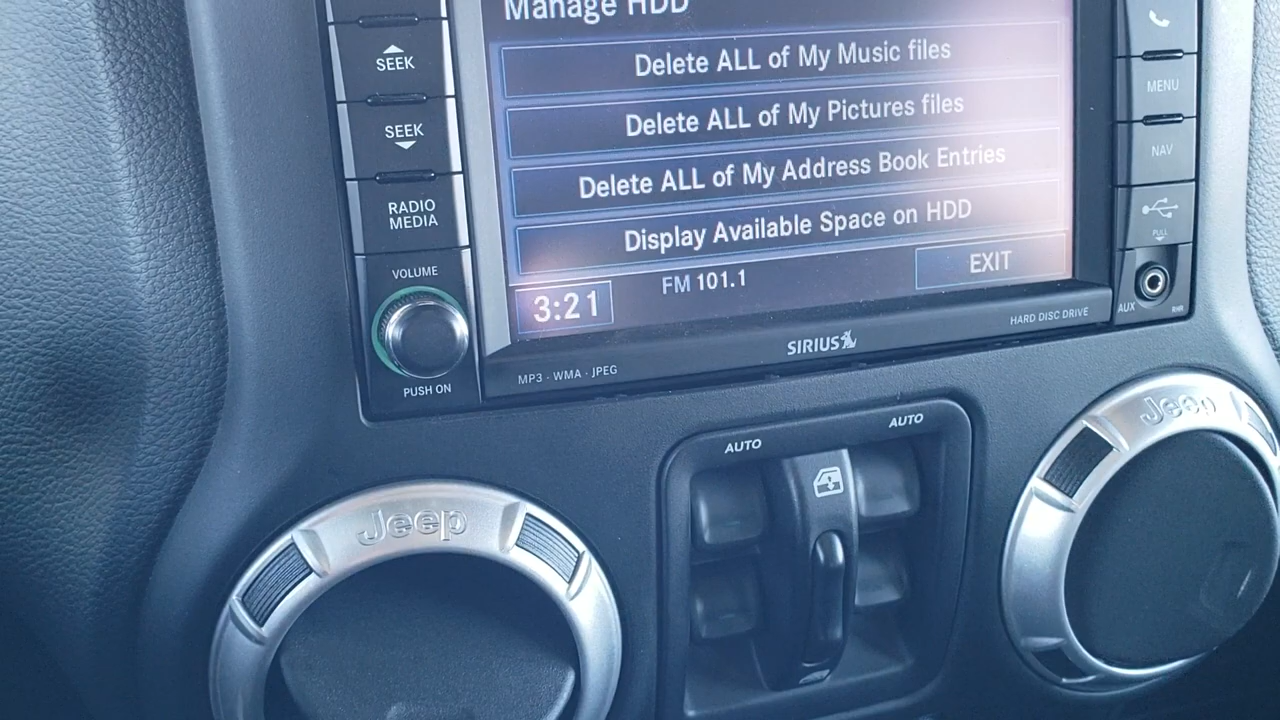 Manage HDD
SEEK
SEEK
RADIO
MEDIA
VOLUME
PUSH ON
Delete ALL of My Music files
Delete ALL of My Pictures files
Delete ALL of My Address Book Entries
Display Available Space on HDD
3:21
FM 101.1
EXIT
MP3 · WMA · JPEG
SIRIUS
HARD DISC DRIVE
MENU
NAV
PULL
AUX
RHR
AUTO
AUTO
Jeep
Jeep